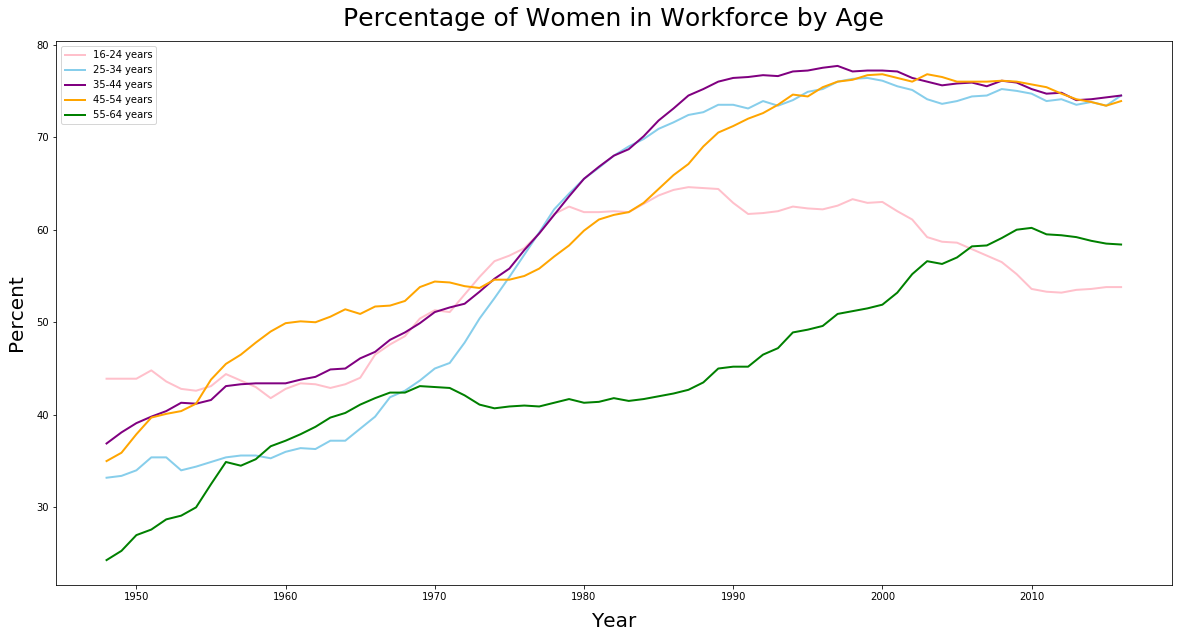 Percentage of Women in Workforce by Age
80
70
60
50
40
30
Percent
16-24 years
25-34 years
35-44 years
45-54 years
55-64 years
1950 1960 1970 1980 1990 2000 2010
Year